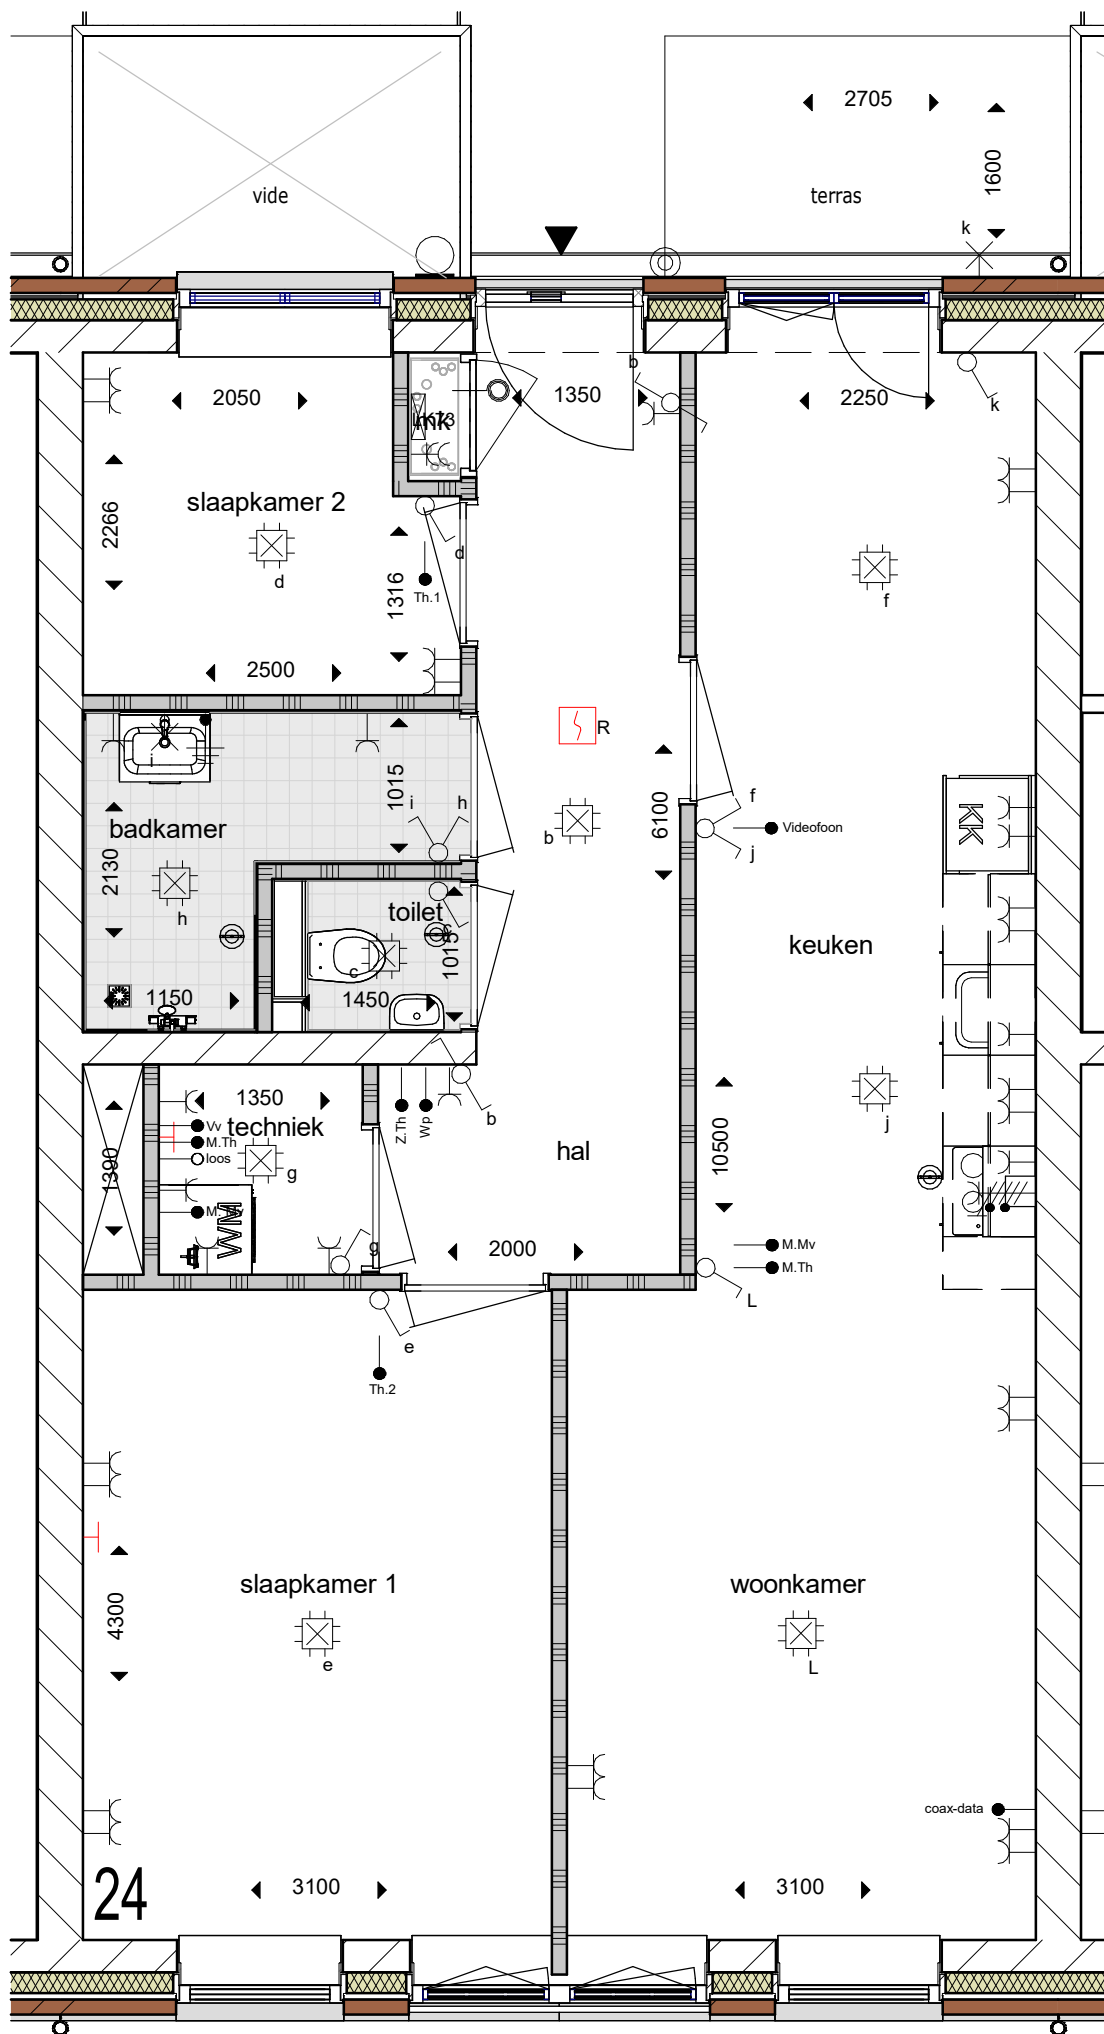 2705
1600
vide
terras
k
2050
1350
b
2250
k
mk
2266
slaapkamer 2
d
d
1316
Th.1
f
2500
R
i
1015
badkamer
i
h
b
6100
f
j
Videofoon
KK
2130
h
toilet
c
c
1015
keuken
1150
1450
j
1350
techniek
Vv
M.Th
loos
g
1390
WM
g
Z.Th
Wp
b
hal
10500
2000
M.Mv
M.Th
L
e
Th.2
4300
slaapkamer 1
e
woonkamer
L
coax-data
24
3100
3100